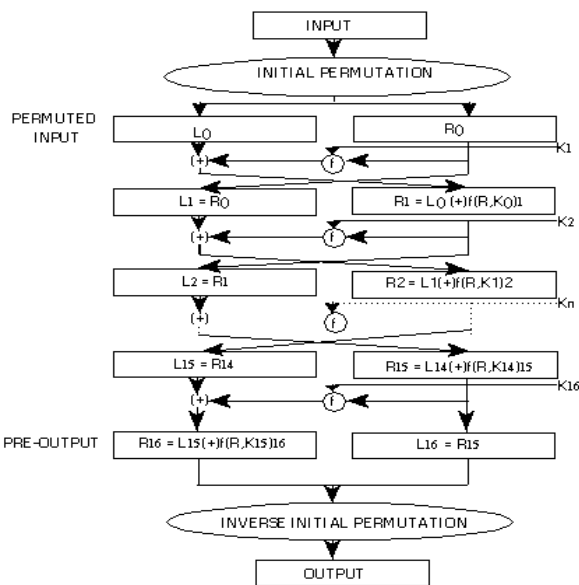 INPUT
INITIAL PERMUTATION
PERMUTED
INPUT
L0
R0
K1
(+)
f
L1 = R0
R1 = L0 (+)f(R,K0)1
K2
(+)
f
L2 = R1
R2 = L1(+)f(R,K1)2
Kn
(+)
f
L15 = R14
R15 = L14(+)f(R,K14)15
K16
(+)
f
PRE-OUTPUT
R16 = L15(+)f(R,K15)16
L16 = R15
INVERSE INITIAL PERMUTATION
OUTPUT